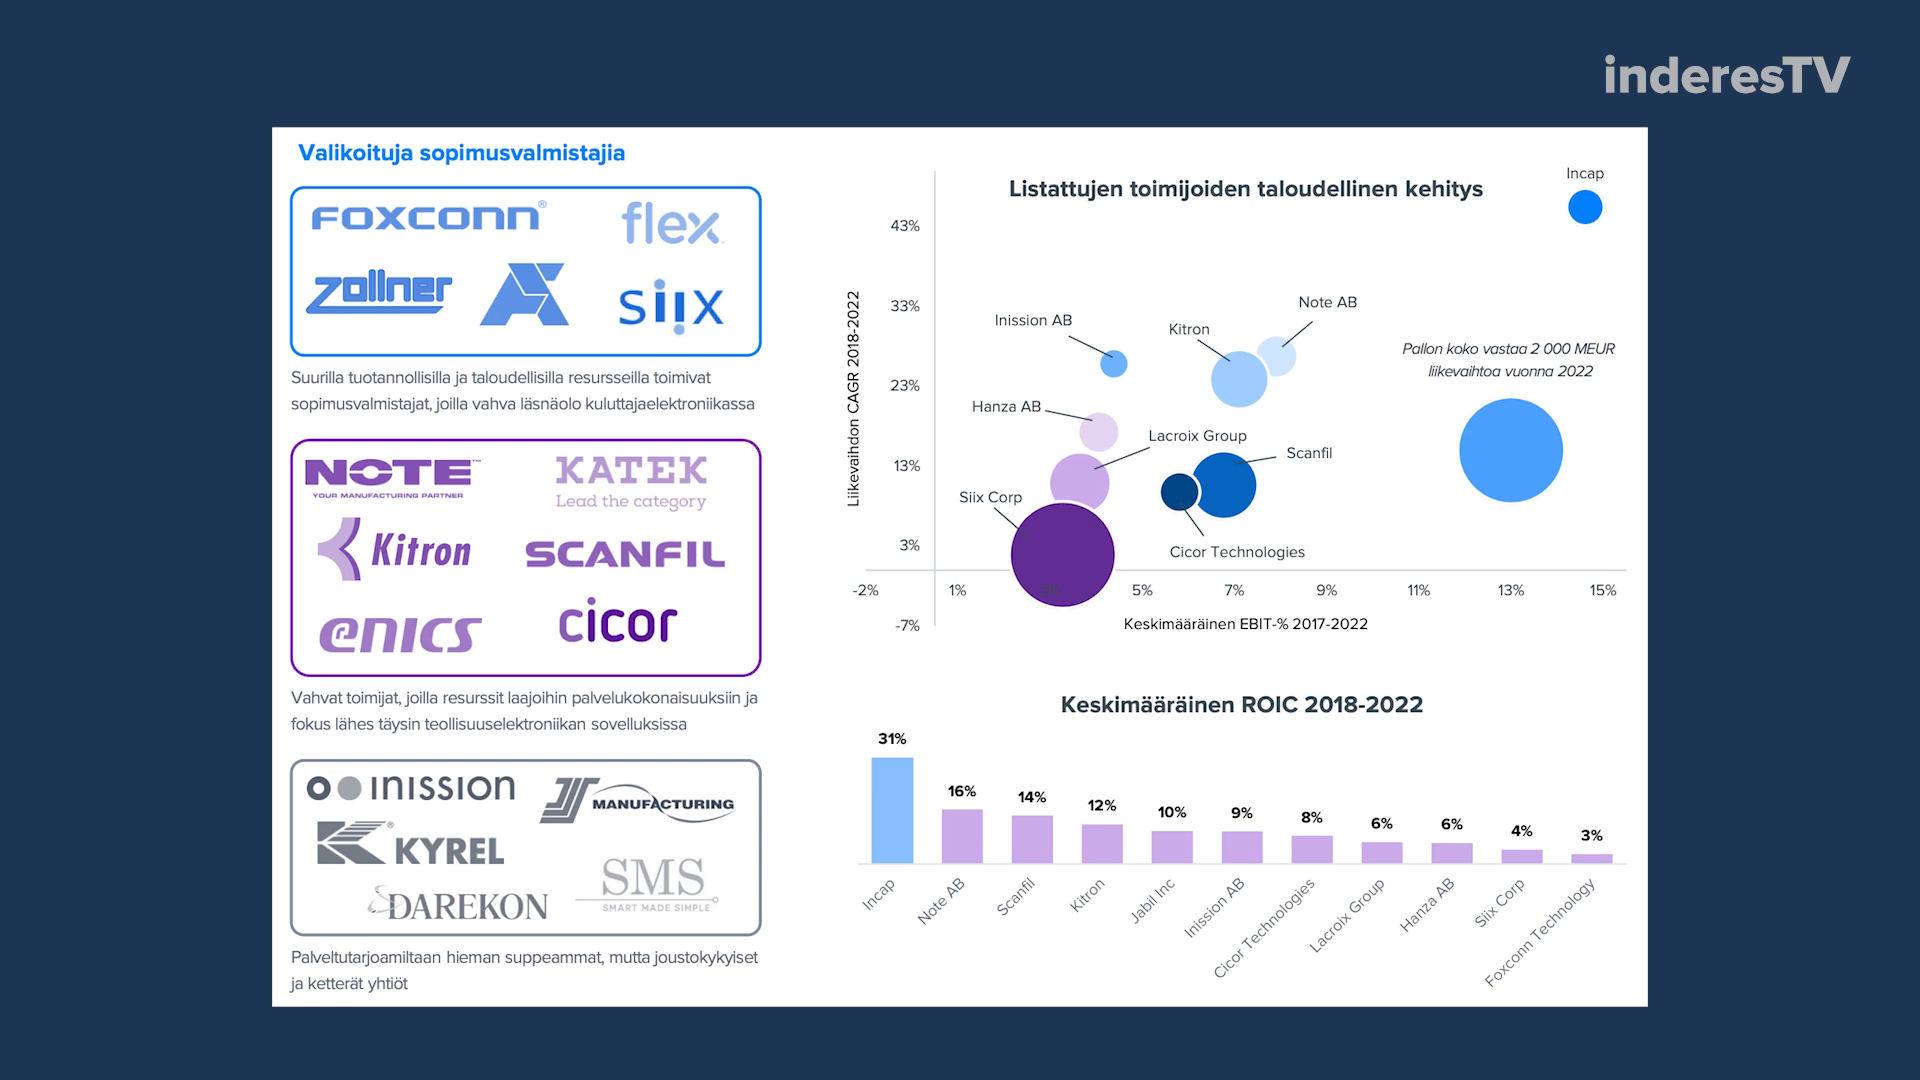 inderesTV
Valikoituja sopimusvalmistajia
FOXCONN®
flex
zollner
siix
Suurilla tuotannollisilla ja taloudellisilla resursseilla toimivat
sopimusvalmistajat, joilla vahva läsnäolo kuluttajaelektroniikassa
NOTE™
YOUR MANUFACTURING PARTNER
KATEK
Lead the category
Kitron
SCANFIL
enics
cicor
Vahvat toimijat, joilla resurssit laajoihin palvelukokonaisuuksiin ja
fokus lähes täysin teollisuuselektroniikan sovelluksissa
inission
MANUFACTURING
® KYREL
DAREKON
SMS
SMART MADE SIMPLE
Palveltutarjoamiltaan hieman suppeammat, mutta joustokykyiset
ja ketterät yhtiöt
Listattujen toimijoiden taloudellinen kehitys
Liikevaihdon CAGR 2018-2022
43%
33%
23%
13%
3%
-7%
Incap
Note AB
Inission AB
Kitron
Pallon koko vastaa 2 000 MEUR
liikevaihtoa vuonna 2022
Hanza AB
Lacroix Group
Scanfil
Siix Corp
Cicor Technologies
-2% 1% 3% 5% 7% 9% 11% 13% 15%
Keskimääräinen EBIT-% 2017-2022
Keskimääräinen ROIC 2018-2022
31% 16% 14% 12% 10% 9% 8% 6% 6% 4% 3%
Incap
Note AB
Scanfil
Kitron
Jabil Inc
Inission AB
Cicor Technologies
Lacroix Group
Hanza AB
Siix Corp
Foxconn Technology